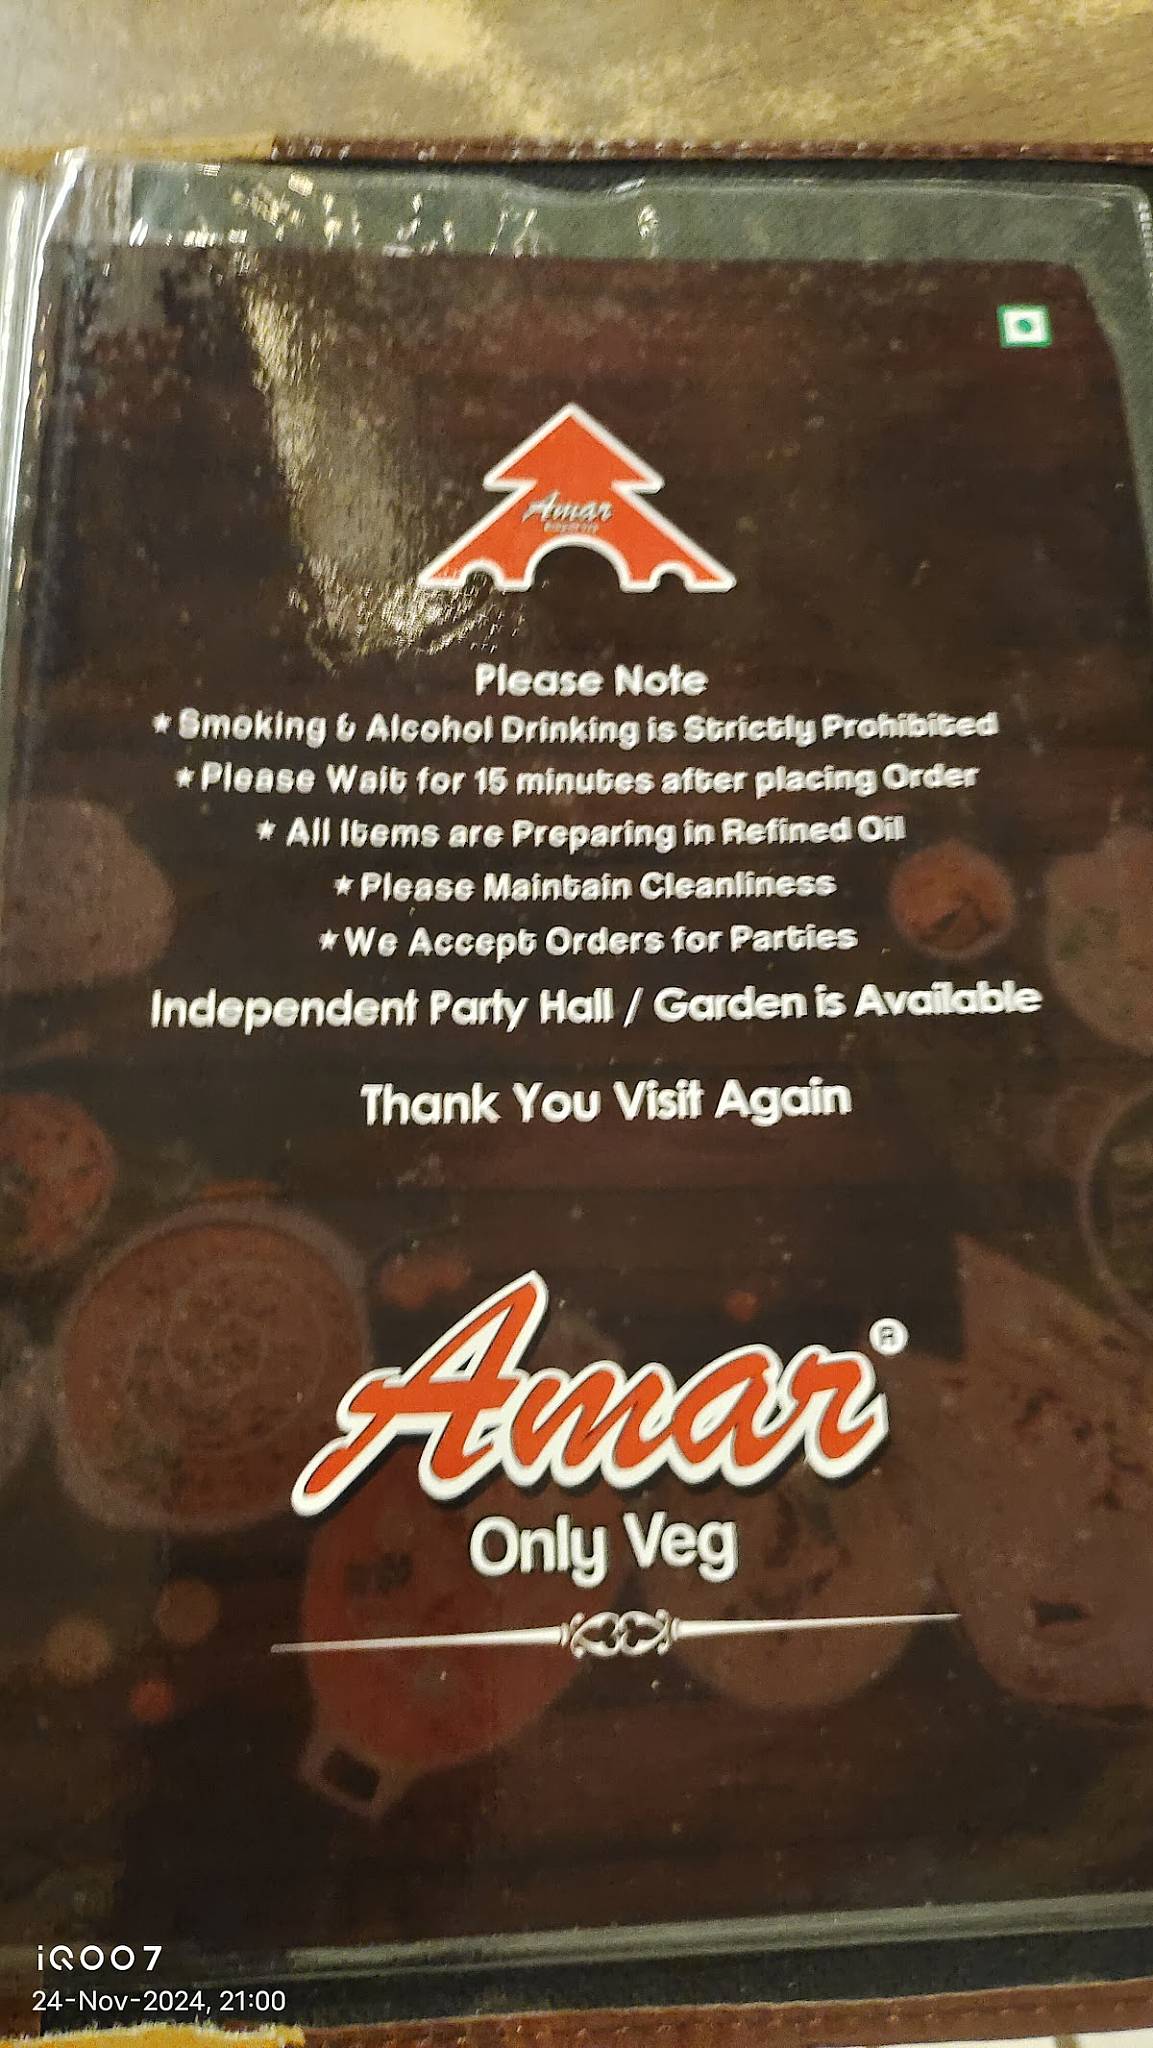 Amar
Please Note
★ Smoking & Alcohol Drinking is Strictly Prohibited
★ Please Wait for 15 minutes after placing Order
★ All Items are Preparing in Refined Oil
★ Please Maintain Cleanliness
★ We Accept Orders for Parties
Independent Party Hall / Garden is Available
Thank You Visit Again
Amar®
Only Veg
iQOO 7
24-Nov-2024, 21:00